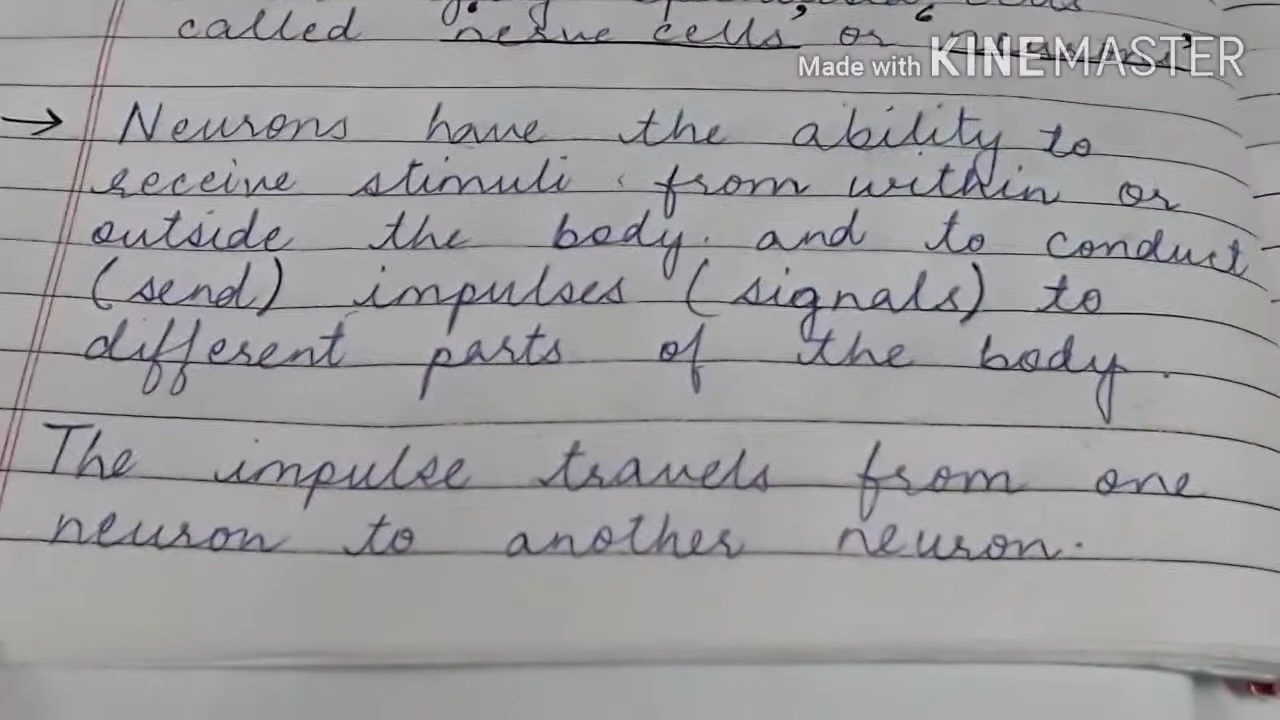 called 'nerve cells' or 'neurons'
Made with KINEMASTER
→ Neurons have the ability to
receive stimuli from within or
outside the body. and to conduct
(send) impulses (signals) to
different parts of the body.
The impulse travels from one
neuron to another neuron.